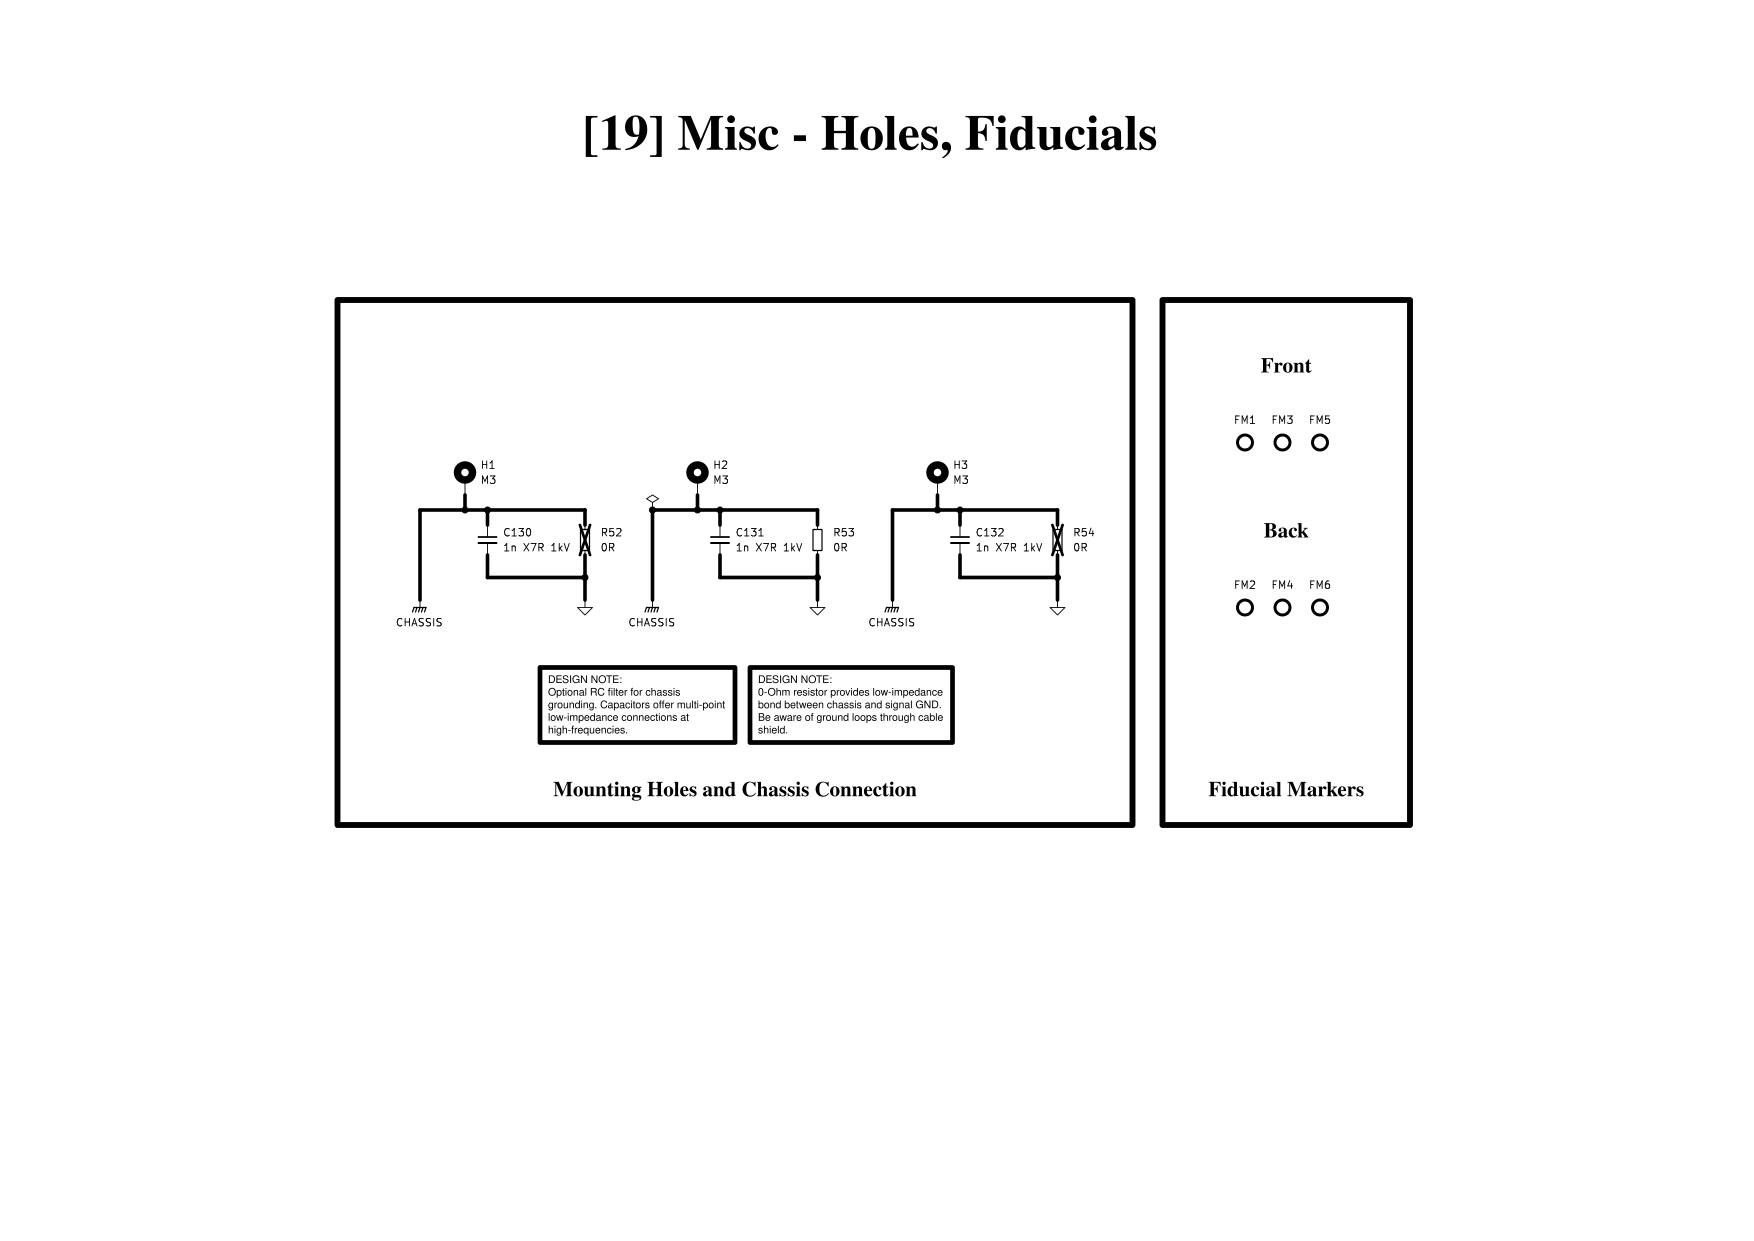 [19] Misc - Holes, Fiducials
H1
M3
C130
1n X7R 1kV
R52
0R
CHASSIS
H2
M3
C131
1n X7R 1kV
R53
0R
CHASSIS
H3
M3
C132
1n X7R 1kV
R54
0R
CHASSIS
DESIGN NOTE:
Optional RC filter for chassis
grounding. Capacitors offer multi-point
low-impedance connections at
high-frequencies.
DESIGN NOTE:
0-Ohm resistor provides low-impedance
bond between chassis and signal GND.
Be aware of ground loops through cable
shield.
Mounting Holes and Chassis Connection
Front
FM1 FM3 FM5
Back
FM2 FM4 FM6
Fiducial Markers